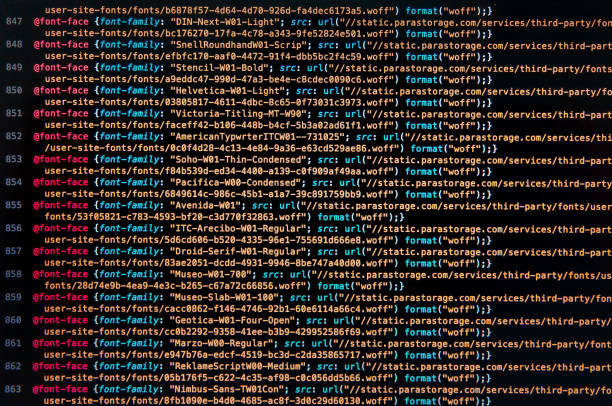 user-site-fonts/fonts/b6878f57-4d64-4d70-926d-fa4dec6173a5.woff") format("woff");}
847 @font-face {font-family: "DIN-Next-W01-Light"; src: url("//static.parastorage.com/services/third-party/fon
user-site-fonts/fonts/bc176270-17fa-4c78-a343-9fe52824e501.woff") format("woff");}
848 @font-face {font-family: "SnellRoundhandW01-Scrip"; src: url("//static.parastorage.com/services/third-part
user-site-fonts/fonts/efbfc170-aaf0-4472-91f4-dbb5bc2f4c59.woff") format("woff");}
849 @font-face {font-family: "Stencil-W01-Bold"; src: url("//static.parastorage.com/services/third-party/fonts
user-site-fonts/fonts/a9eddc47-990d-47a3-be4e-c8cdec0090c6.woff") format("woff");}
850 @font-face {font-family: "Helvetica-W01-Light"; src: url("//static.parastorage.com/services/third-party/fo
user-site-fonts/fonts/03805817-4611-4dbc-8c65-0f73031c3973.woff") format("woff");}
851 @font-face {font-family: "Victoria-Titling-MT-W90"; src: url("//static.parastorage.com/services/third-part
user-site-fonts/fonts/faceff42-b106-448b-b4cf-5b3a02ad61f1.woff") format("woff");}
852 @font-face {font-family: "AmericanTypwrterITCW01--731025"; src: url("//static.parastorage.com/services/thi
/user-site-fonts/fonts/0c0f4d28-4c13-4e84-9a36-e63cd529ae86.woff") format("woff");}
853 @font-face {font-family: "Soho-W01-Thin-Condensed"; src: url("//static.parastorage.com/services/third-part
user-site-fonts/fonts/f84b539d-ed34-4400-a139-c0f909af49aa.woff") format("woff");}
854 @font-face {font-family: "Pacifica-W00-Condensed"; src: url("//static.parastorage.com/services/third-party
user-site-fonts/fonts/6849614c-986c-45b1-a1a7-39c891759bb9.woff") format("woff");}
855 @font-face {font-family: "Avenida-W01"; src: url("//static.parastorage.com/services/third-party/fonts/user
fonts/53f05821-c783-4593-bf20-c3d770f32863.woff") format("woff");}
856 @font-face {font-family: "ITC-Arecibo-W01-Regular"; src: url("//static.parastorage.com/services/third-part
user-site-fonts/fonts/5d6cd606-b520-4335-96e1-755691d666e8.woff") format("woff");}
857 @font-face {font-family: "Droid-Serif-W01-Regular"; src: url("//static.parastorage.com/services/third-part
user-site-fonts/fonts/83ae2051-dcdd-4931-9946-8be747a40d00.woff") format("woff");}
858 @font-face {font-family: "Museo-W01-700"; src: url("//static.parastorage.com/services/third-party/fonts/us
fonts/28d74e9b-4ea9-4e3c-b265-c67a72c66856.woff") format("woff");}
859 @font-face {font-family: "Museo-Slab-W01-100"; src: url("//static.parastorage.com/services/third-party/fon
user-site-fonts/fonts/cacc0862-f146-4746-92b1-60e6114a66c4.woff") format("woff");}
860 @font-face {font-family: "Geotica-W01-Four-Open"; src: url("//static.parastorage.com/services/third-party/
user-site-fonts/fonts/cc0b2292-9358-41ee-b3b9-429952586f69.woff") format("woff");}
861 @font-face {font-family: "Marzo-W00-Regular"; src: url("//static.parastorage.com/services/third-party/font
user-site-fonts/fonts/e947b76a-edcf-4519-bc3d-c2da35865717.woff") format("woff");}
862 @font-face {font-family: "ReklameScriptW00-Medium"; src: url("//static.parastorage.com/services/third-part
user-site-fonts/fonts/05b176f5-c622-4c35-af98-c0c056dd5b66.woff") format("woff");}
863 @font-face {font-family: "Nimbus-Sans-TW01Con"; src: url("//static.parastorage.com/services/third-party/fo
user-site-fonts/fonts/8fb1090e-b4d0-4685-ac8f-3d0c29d60130.woff") format("woff");}